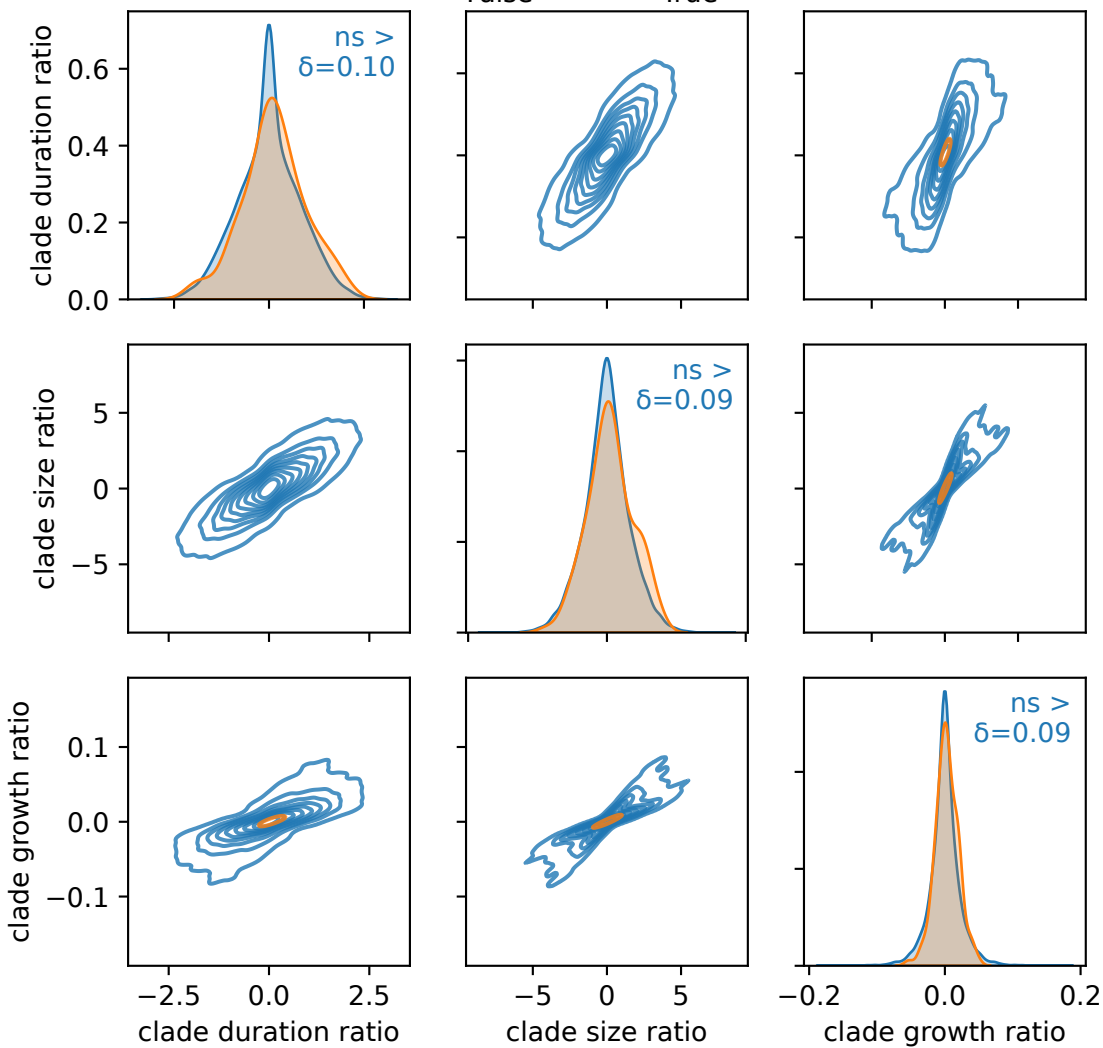 True
clade duration ratio
0.6
0.4
0.2
0.0
ns >
δ=0.10
clade size ratio
5
0
−5
ns >
δ=0.09
clade growth ratio
0.1
0.0
−0.1
ns >
δ=0.09
−2.5 0.0 2.5
−5 0 5
−0.2 0.0 0.2
clade duration ratio
clade size ratio
clade growth ratio